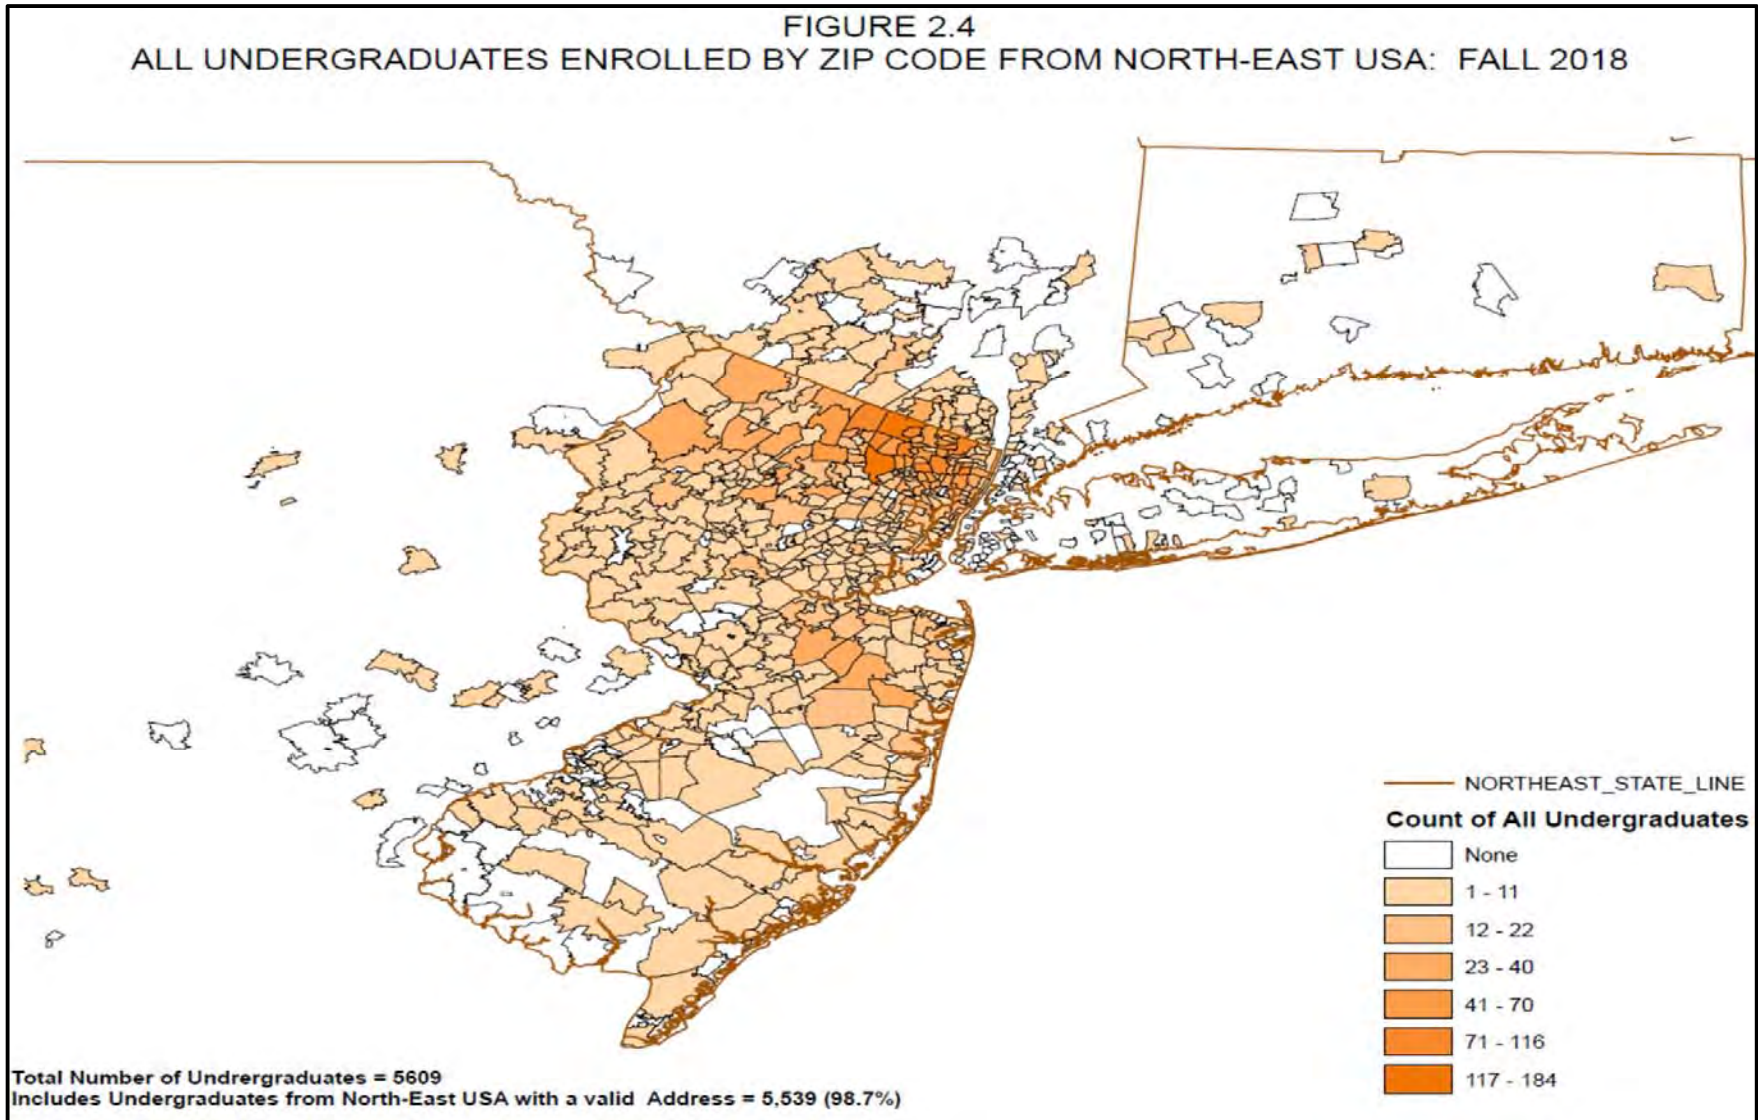 FIGURE 2.4
ALL UNDERGRADUATES ENROLLED BY ZIP CODE FROM NORTH-EAST USA: FALL 2018
NORTHEAST_STATE_LINE
Count of All Undergraduates
None
1 - 11
12 - 22
23 - 40
41 - 70
71 - 116
117 - 184
Total Number of Undrergraduates = 5609
Includes Undergraduates from North-East USA with a valid Address = 5,539 (98.7%)